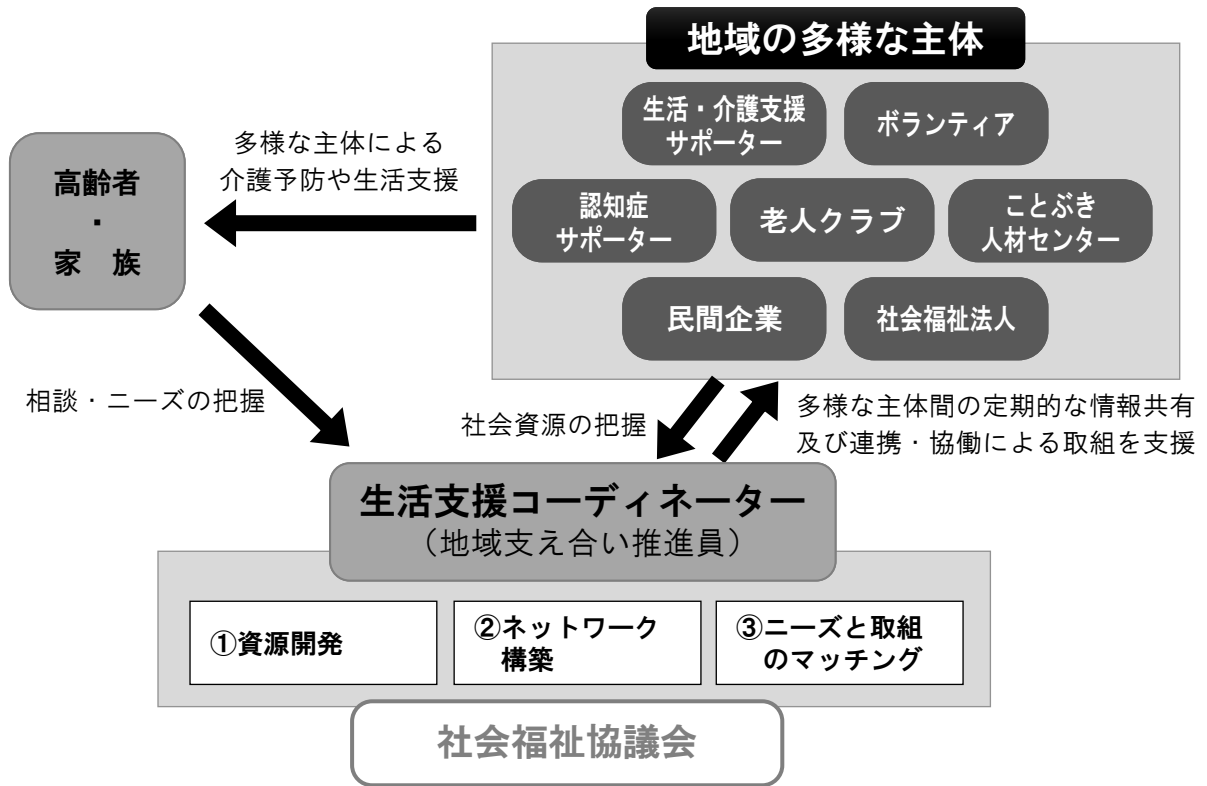 地域の多様な主体
生活・介護支援
サポーター
ボランティア
認知症
サポーター
老人クラブ
ことぶき
人材センター
民間企業
社会福祉法人
多様な主体による
介護予防や生活支援
高齢者
・
家　族
相談・ニーズの把握
社会資源の把握
多様な主体間の定期的な情報共有
及び連携・協働による取組を支援
生活支援コーディネーター
（地域支え合い推進員）
①資源開発
②ネットワーク
構築
③ニーズと取組
のマッチング
社会福祉協議会